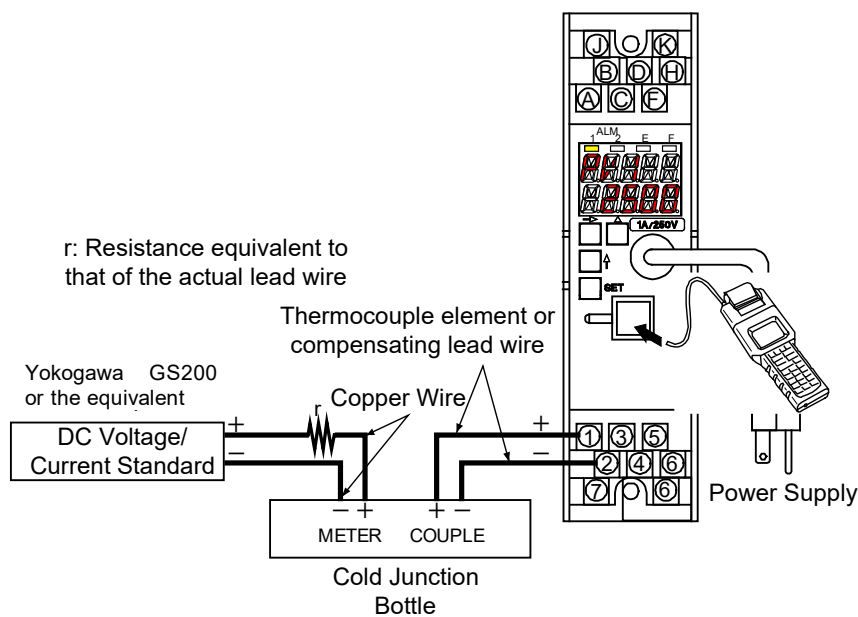 J K
B D H
A C F
ALM
1 2 E F
1A/250V
SET
r: Resistance equivalent to
that of the actual lead wire
Thermocouple element or
compensating lead wire
Yokogawa GS200
or the equivalent
r
Copper Wire
+
DC Voltage/
Current Standard
−
+
−
− + + −
METER COUPLE
Cold Junction
Bottle
1 3 5
2 4 6
7 6
Power Supply